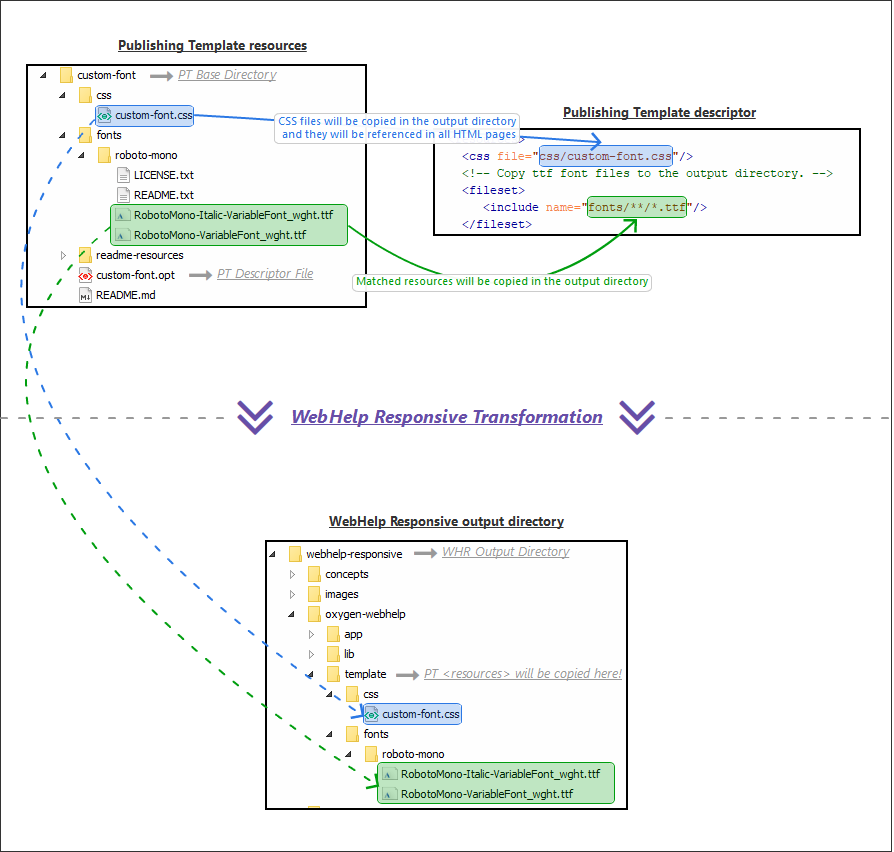 Publishing Template resources
custom-font
PT Base Directory
css
custom-font.css
fonts
roboto-mono
LICENSE.txt
README.txt
RobotoMono-Italic-VariableFont_wght.ttf
RobotoMono-VariableFont_wght.ttf
readme-resources
custom-font.opt
PT Descriptor File
README.md
CSS files will be copied in the output directory
and they will be referenced in all HTML pages
Publishing Template descriptor
<css file="css/custom-font.css"/>
<!-- Copy ttf font files to the output directory. -->
<fileset>
<include name="fonts/**/*.ttf"/>
</fileset>
Matched resources will be copied in the output directory
WebHelp Responsive Transformation
WebHelp Responsive output directory
webhelp-responsive
WHR Output Directory
concepts
images
oxygen-webhelp
app
lib
template
PT <resources> will be copied here!
css
custom-font.css
fonts
roboto-mono
RobotoMono-Italic-VariableFont_wght.ttf
RobotoMono-VariableFont_wght.ttf